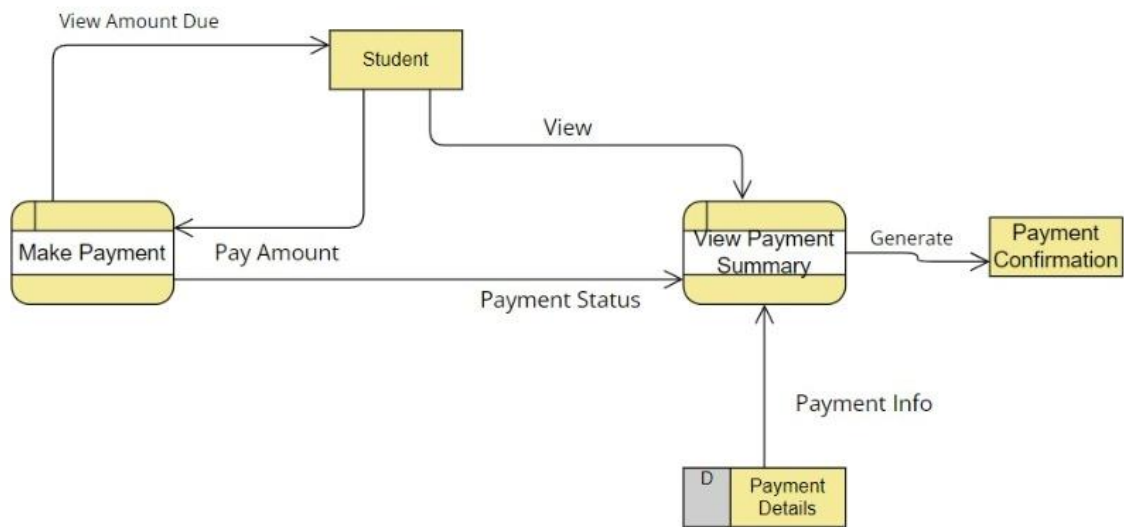 View Amount Due
Student
View
Make Payment
Pay Amount
View Payment
Summary
Generate
Payment
Confirmation
Payment Status
Payment Info
D
Payment
Details